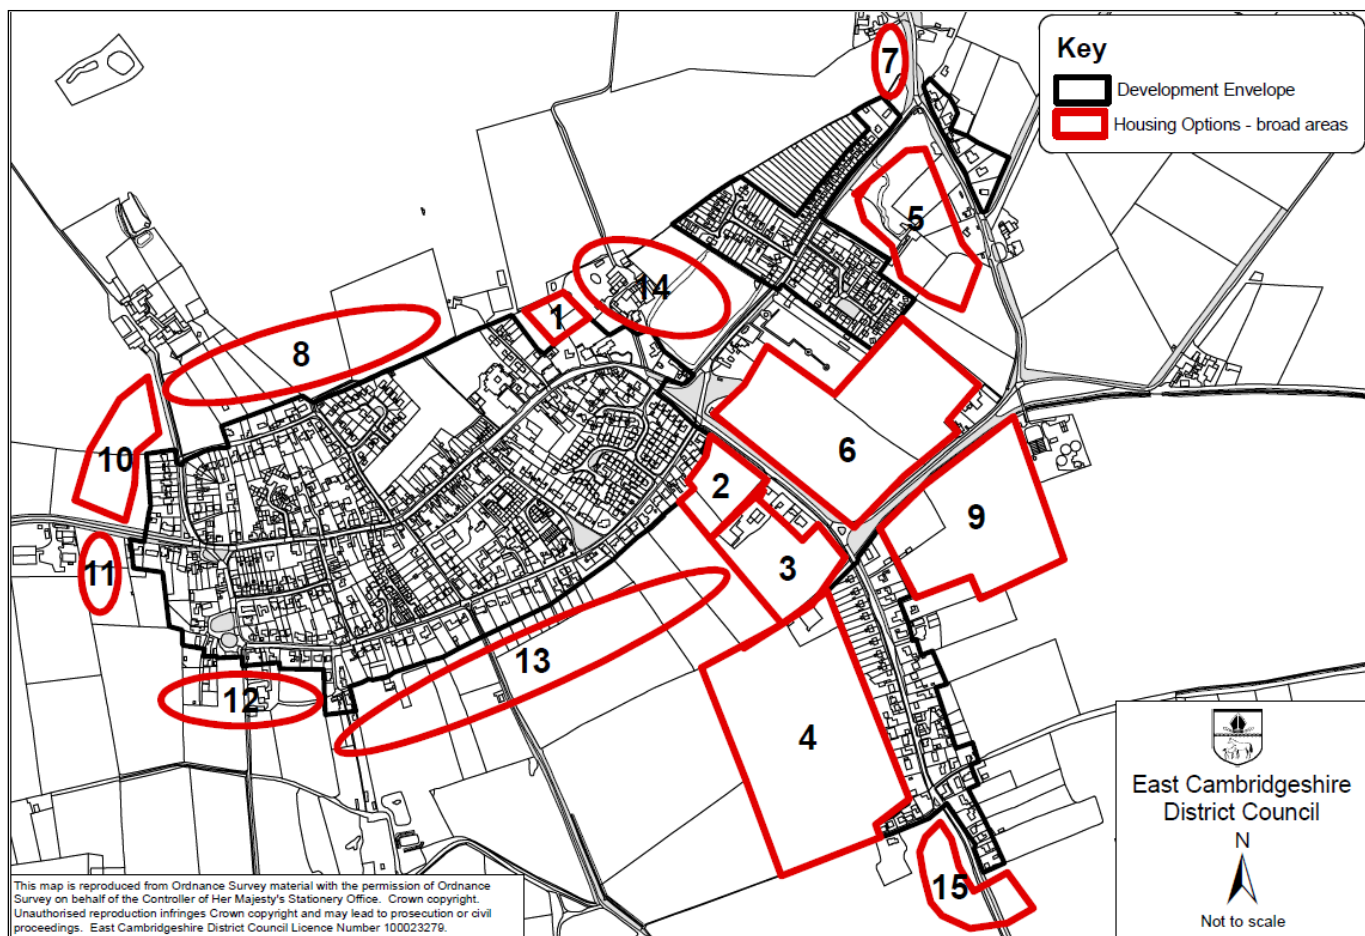 7
Key
Development Envelope
Housing Options - broad areas
5
14
1
8
10
6
2
9
11
3
13
12
4
15
East Cambridgeshire
District Council
N
Not to scale
This map is reproduced from Ordnance Survey material with the permission of Ordnance
Survey on behalf of the Controller of Her Majesty's Stationery Office. Crown copyright.
Unauthorised reproduction infringes Crown copyright and may lead to prosecution or civil
proceedings. East Cambridgeshire District Council Licence Number 100023279.